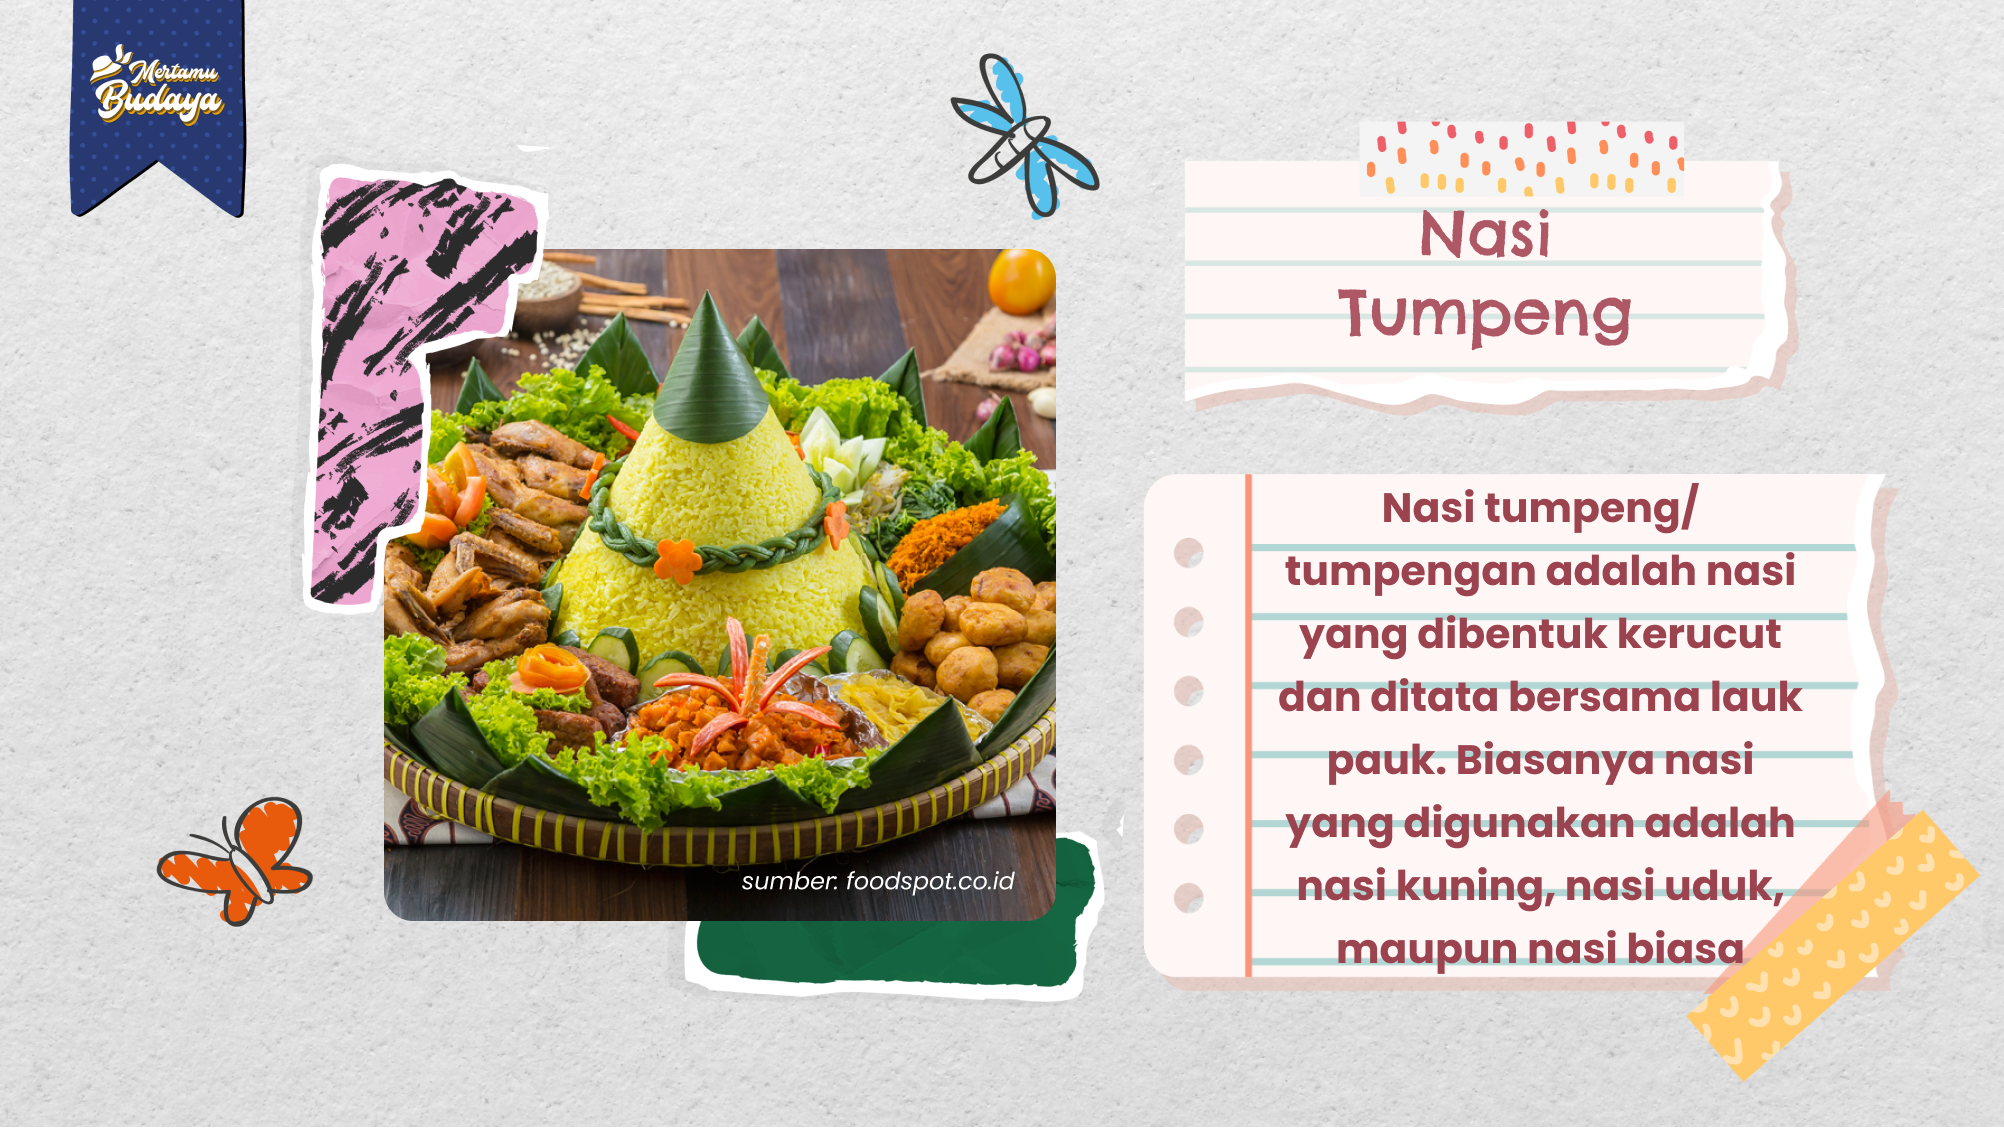 Mertamu
Budaya
Nasi
Tumpeng
Nasi tumpeng/
tumpengan adalah nasi
yang dibentuk kerucut
dan ditata bersama lauk
pauk. Biasanya nasi
yang digunakan adalah
nasi kuning, nasi uduk,
maupun nasi biasa
sumber: foodspot.co.id